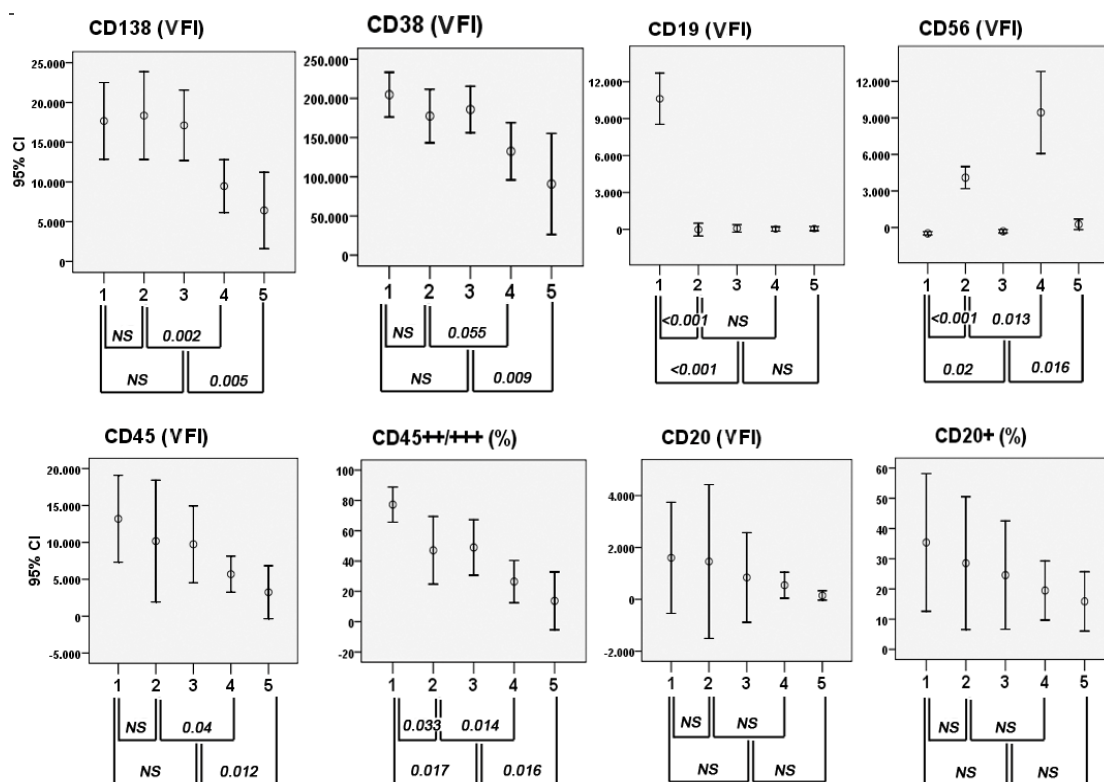 CD138 (VFI)
25.000
20.000
15.000
10.000
5.000
0
95% CI
1 2 3 4 5
NS 0.002
NS 0.005
CD38 (VFI)
250.000
200.000
150.000
100.000
50.000
0
1 2 3 4 5
NS 0.055
NS 0.009
CD19 (VFI)
12.000
9.000
6.000
3.000
0
1 2 3 4 5
<.001 NS
<.001 NS
CD56 (VFI)
12.000
9.000
6.000
3.000
0
1 2 3 4 5
<.001 0.013
0.02 0.016
CD45 (VFI)
20.000
15.000
10.000
5.000
0
-5.000
95% CI
1 2 3 4 5
NS 0.04
NS 0.012
CD45++/+++ (%)
100
80
60
40
20
0
-20
1 2 3 4 5
0.033 0.014
0.017 0.016
CD20 (VFI)
4.000
2.000
0
-2.000
1 2 3 4 5
NS NS
NS NS
CD20+ (%)
60
50
40
30
20
10
0
1 2 3 4 5
NS NS
NS NS